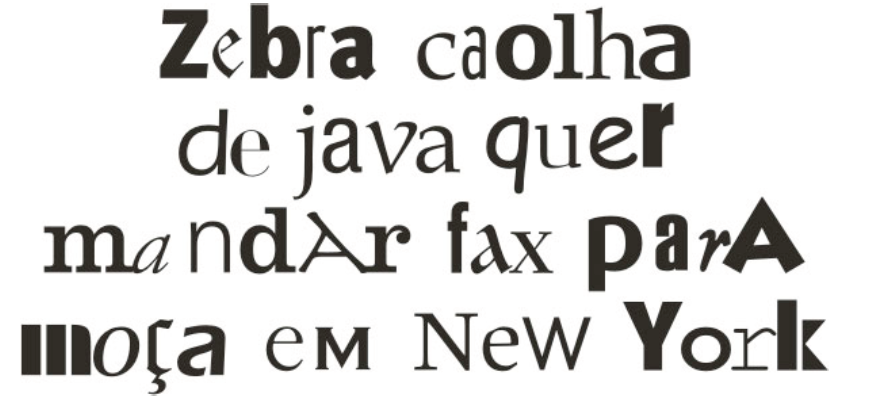 Zebra caolha
de java quer
mandAr fax parA
moça eM NeW York